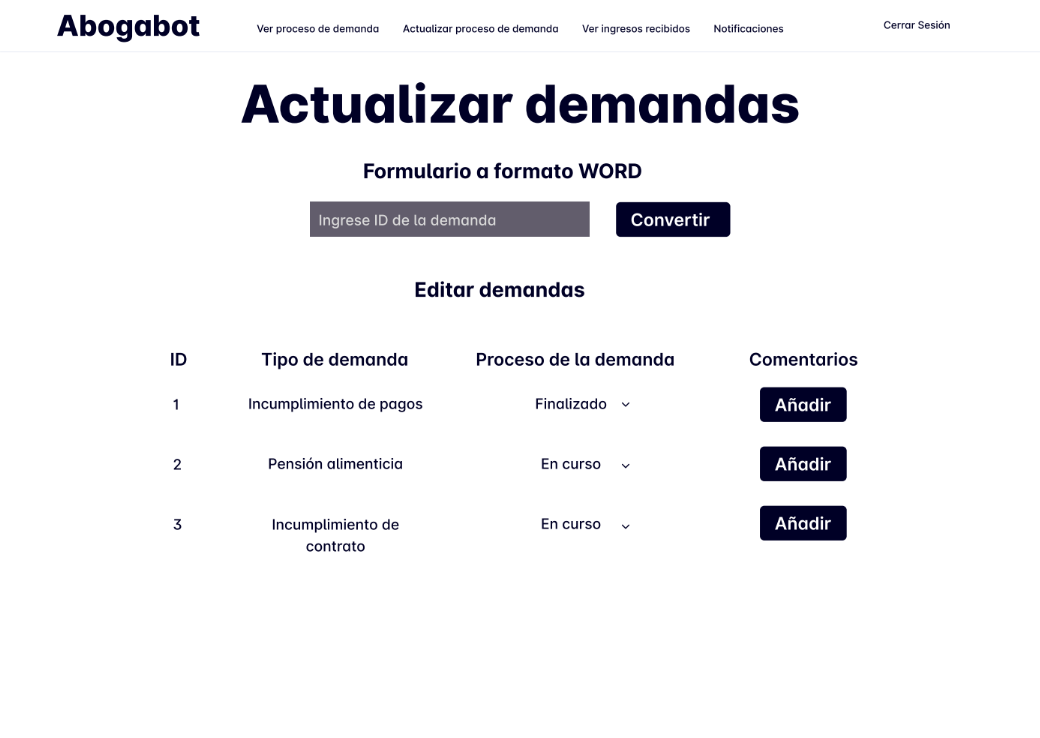 Abogabot
Ver proceso de demanda
Actualizar proceso de demanda
Ver ingresos recibidos
Notificaciones
Cerrar Sesión
Actualizar demandas
Formulario a formato WORD
Ingrese ID de la demanda
Convertir
Editar demandas
ID
Tipo de demanda
Proceso de la demanda
Comentarios
1
Incumplimiento de pagos
Finalizado
Añadir
2
Pensión alimenticia
En curso
Añadir
3
Incumplimiento de
contrato
En curso
Añadir